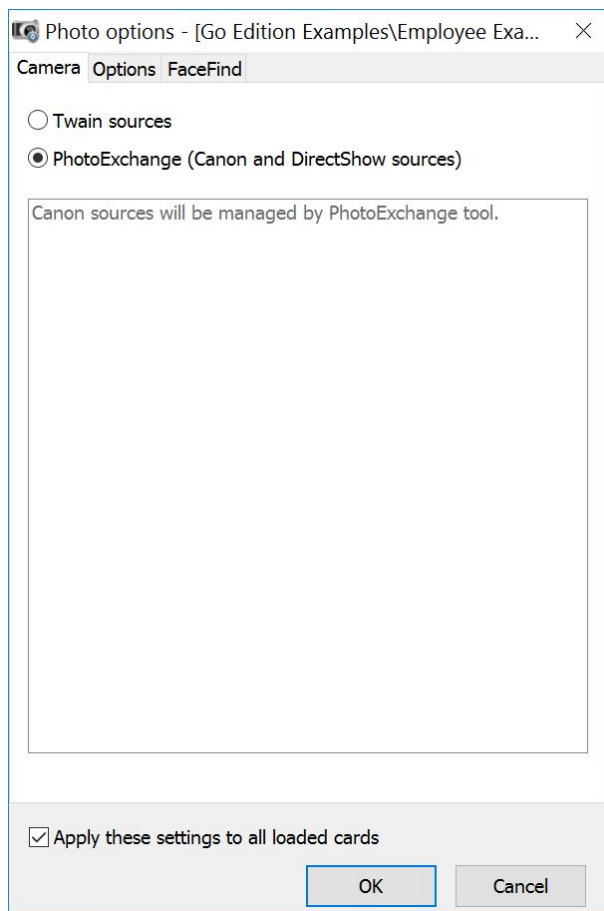 Photo options - [Go Edition Examples\Employee Exa...
Camera Options FaceFind
Twain sources
PhotoExchange (Canon and DirectShow sources)
Canon sources will be managed by PhotoExchange tool.
Apply these settings to all loaded cards
OK Cancel